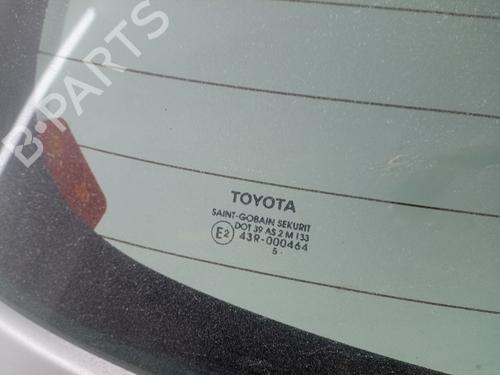 B-PARTS
TOYOTA
SAINT-GOBAIN SEKURIT
DOT 39 AS 2 M 133
E2 43R-000464
5